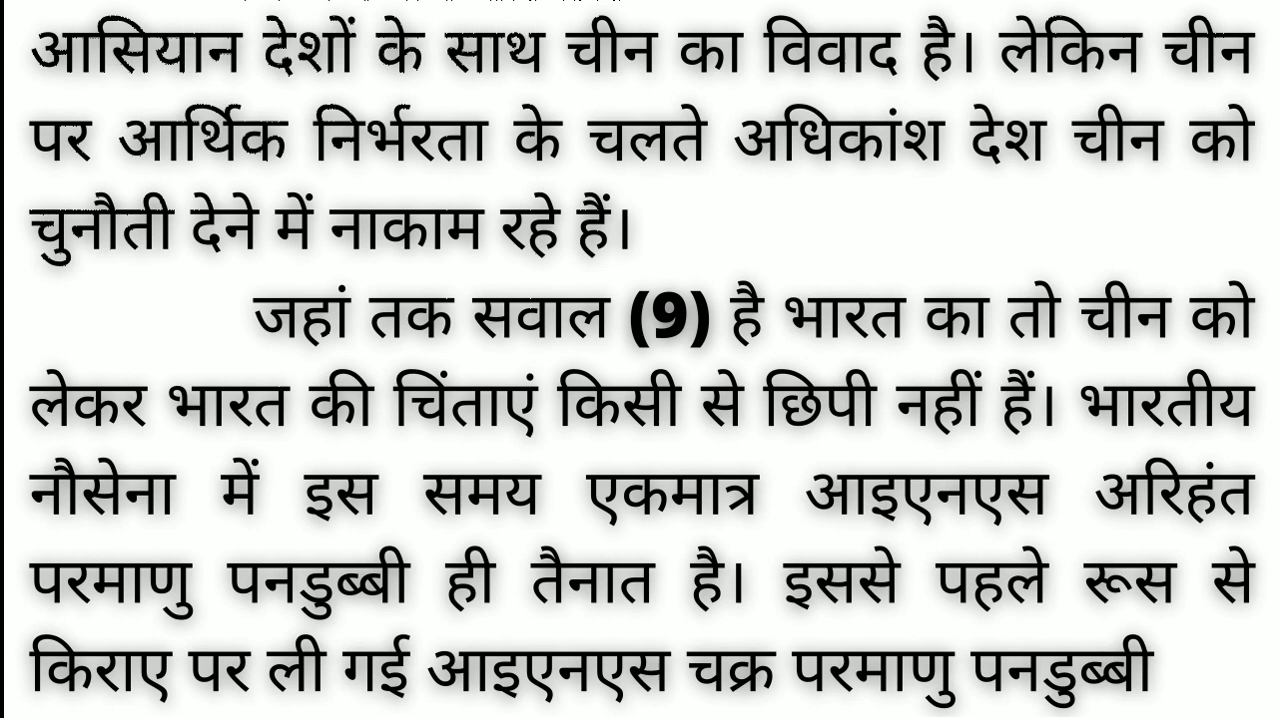 आसियान देशों के साथ चीन का विवाद है। लेकिन चीन
पर आर्थिक निर्भरता के चलते अधिकांश देश चीन को
चुनौती देने में नाकाम रहे हैं।
जहां तक सवाल (9) है भारत का तो चीन को
लेकर भारत की चिंताएं किसी से छिपी नहीं हैं। भारतीय
नौसेना में इस समय एकमात्र आइएनएस अरिहंत
परमाणु पनडुब्बी ही तैनात है। इससे पहले रूस से
किराए पर ली गई आइएनएस चक्र परमाणु पनडुब्बी